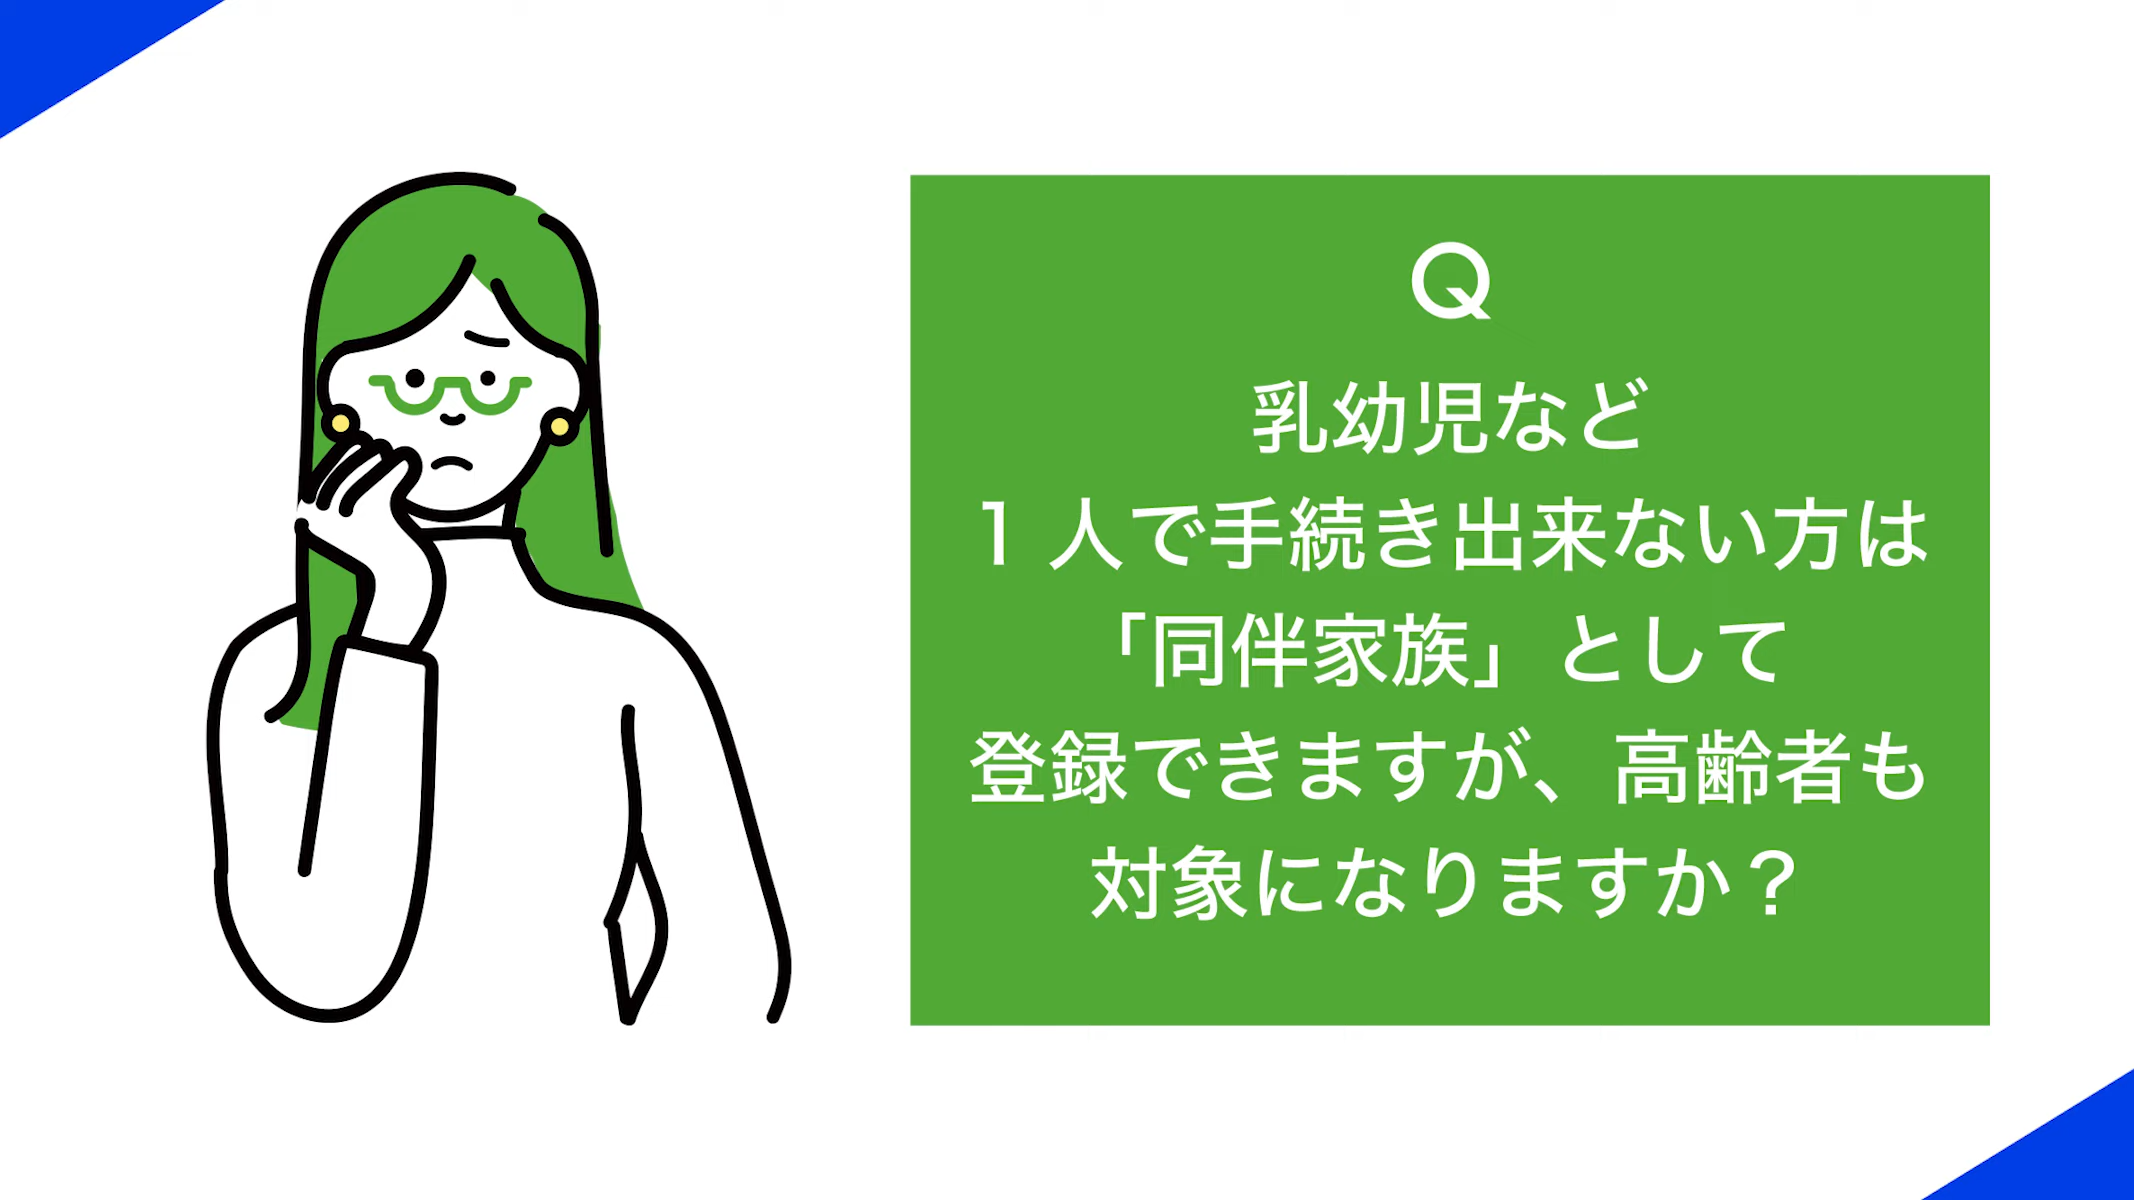 Q
乳幼児など
１人で手続き出来ない方は
「同伴家族」として
登録できますが、高齢者も
対象になりますか？